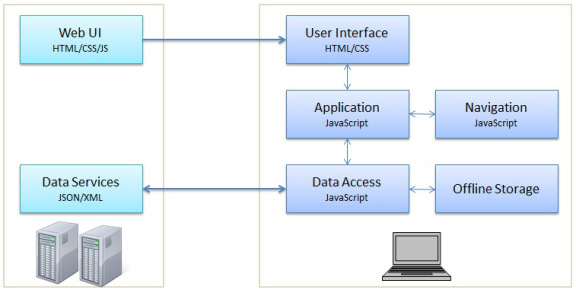 Web UI
HTML/CSS/JS
User Interface
HTML/CSS
Application
JavaScript
Navigation
JavaScript
Data Services
JSON/XML
Data Access
JavaScript
Offline Storage